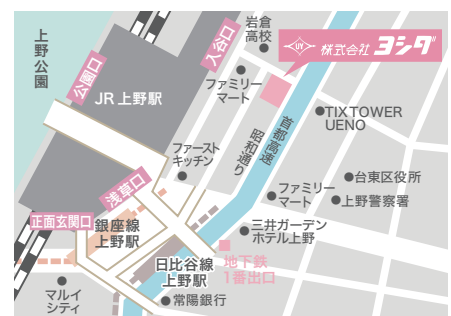 上野公園
岩倉
高校
UY
株式会社ヨシダ
入谷口
公園口
JR上野駅
ファミリー
マート
TIX TOWER
UENO
首都高速
昭和通り
ファースト
キッチン
浅草口
台東区役所
ファミリー
マート
上野警察署
正面玄関口
銀座線
上野駅
三井ガーデン
ホテル上野
日比谷線
上野駅
地下鉄
1番出口
マルイ
シティ
常陽銀行